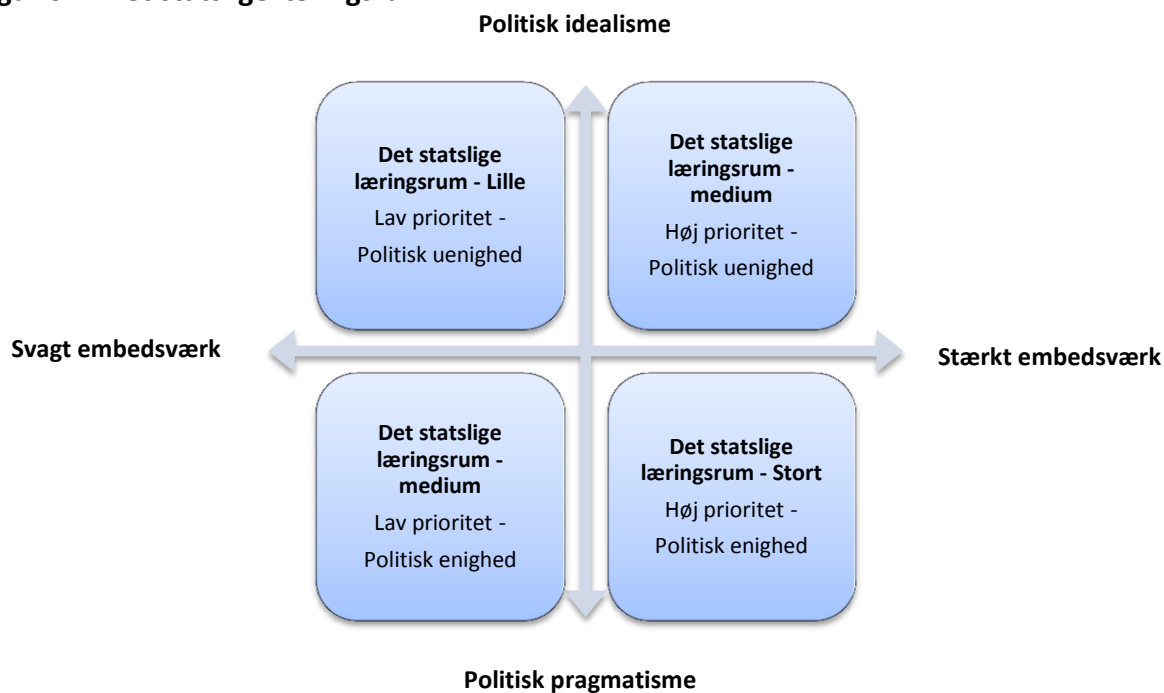 Politisk idealisme
Det statslige
læringsrum - Lille
Lav prioritet -
Politisk uenighed
Det statslige
læringsrum -
medium
Høj prioritet -
Politisk uenighed
Svagt embedsværk
Stærkt embedsværk
Det statslige
læringsrum -
medium
Lav prioritet -
Politisk enighed
Det statslige
læringsrum - Stort
Høj prioritet -
Politisk enighed
Politisk pragmatisme